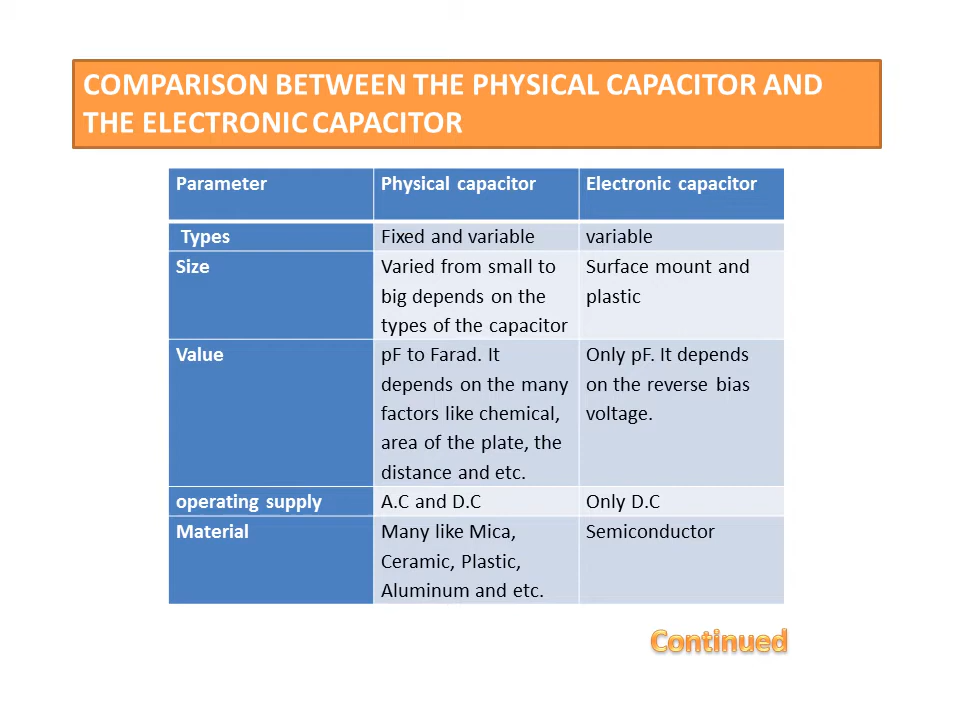 COMPARISON BETWEEN THE PHYSICAL CAPACITOR AND
THE ELECTRONIC CAPACITOR
Parameter
Physical capacitor
Electronic capacitor
Types
Fixed and variable
variable
Size
Varied from small to
big depends on the
types of the capacitor
Surface mount and
plastic
Value
pF to Farad. It
depends on the many
factors like chemical,
area of the plate, the
distance and etc.
Only pF. It depends
on the reverse bias
voltage.
operating supply
A.C and D.C
Only D.C
Material
Many like Mica,
Ceramic, Plastic,
Aluminum and etc.
Semiconductor
Continued